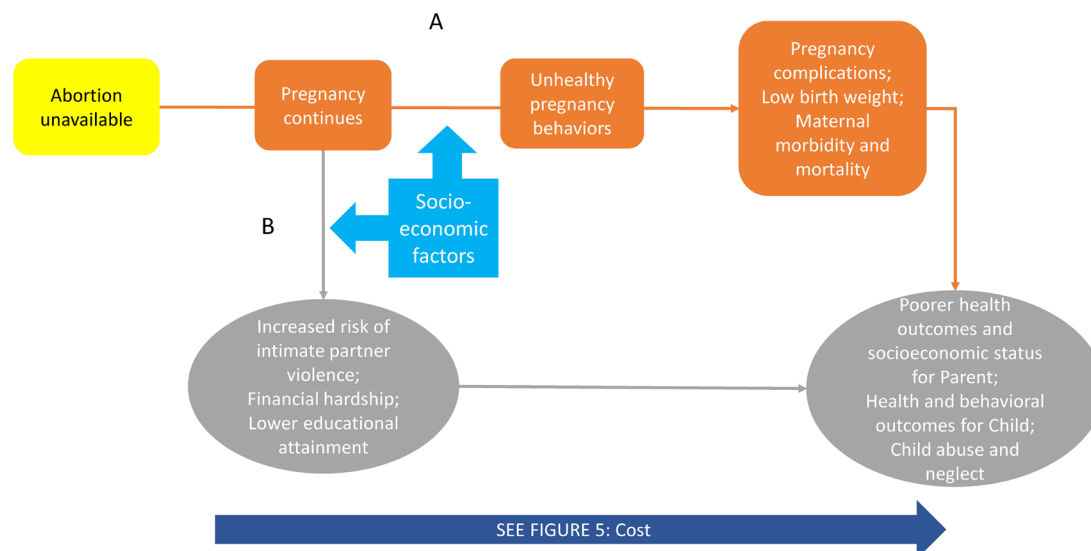 A
Abortion
unavailable
Pregnancy
continues
Unhealthy
pregnancy
behaviors
Pregnancy
complications;
Low birth weight;
Maternal
morbidity and
mortality
Socio-
economic
factors
B
Increased risk of
intimate partner
violence;
Financial hardship;
Lower educational
attainment
Poorer health
outcomes and
socioeconomic status
for Parent;
Health and behavioral
outcomes for Child;
Child abuse and
neglect
SEE FIGURE 5: Cost